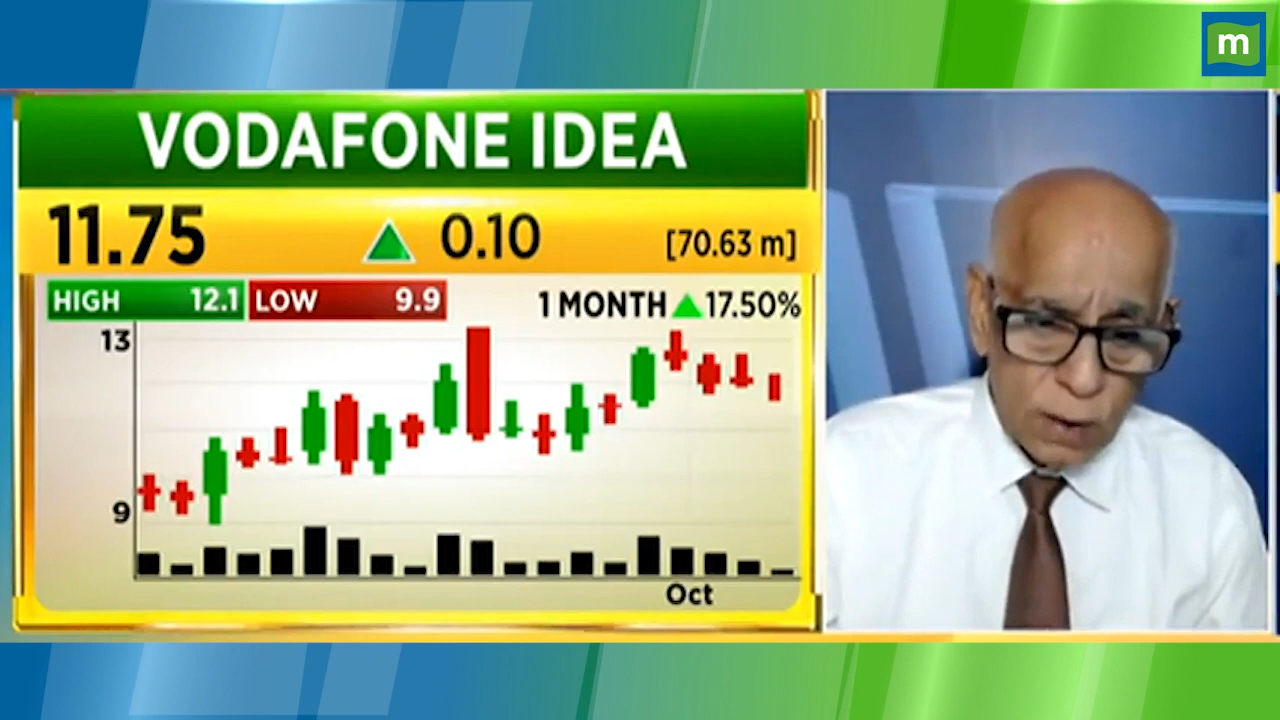 m
VODAFONE IDEA
11.75 ▲ 0.10 [70.63 m]
HIGH 12.1 LOW 9.9 1 MONTH ▲ 17.50%
13
9
Oct